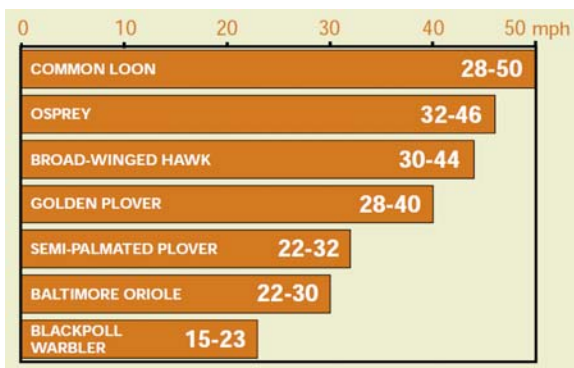 0 10 20 30 40 50 mph
COMMON LOON 28-50
OSPREY 32-46
BROAD-WINGED HAWK 30-44
GOLDEN PLOVER 28-40
SEMI-PALMATED PLOVER 22-32
BALTIMORE ORIOLE 22-30
BLACKPOLL
WARBLER 15-23